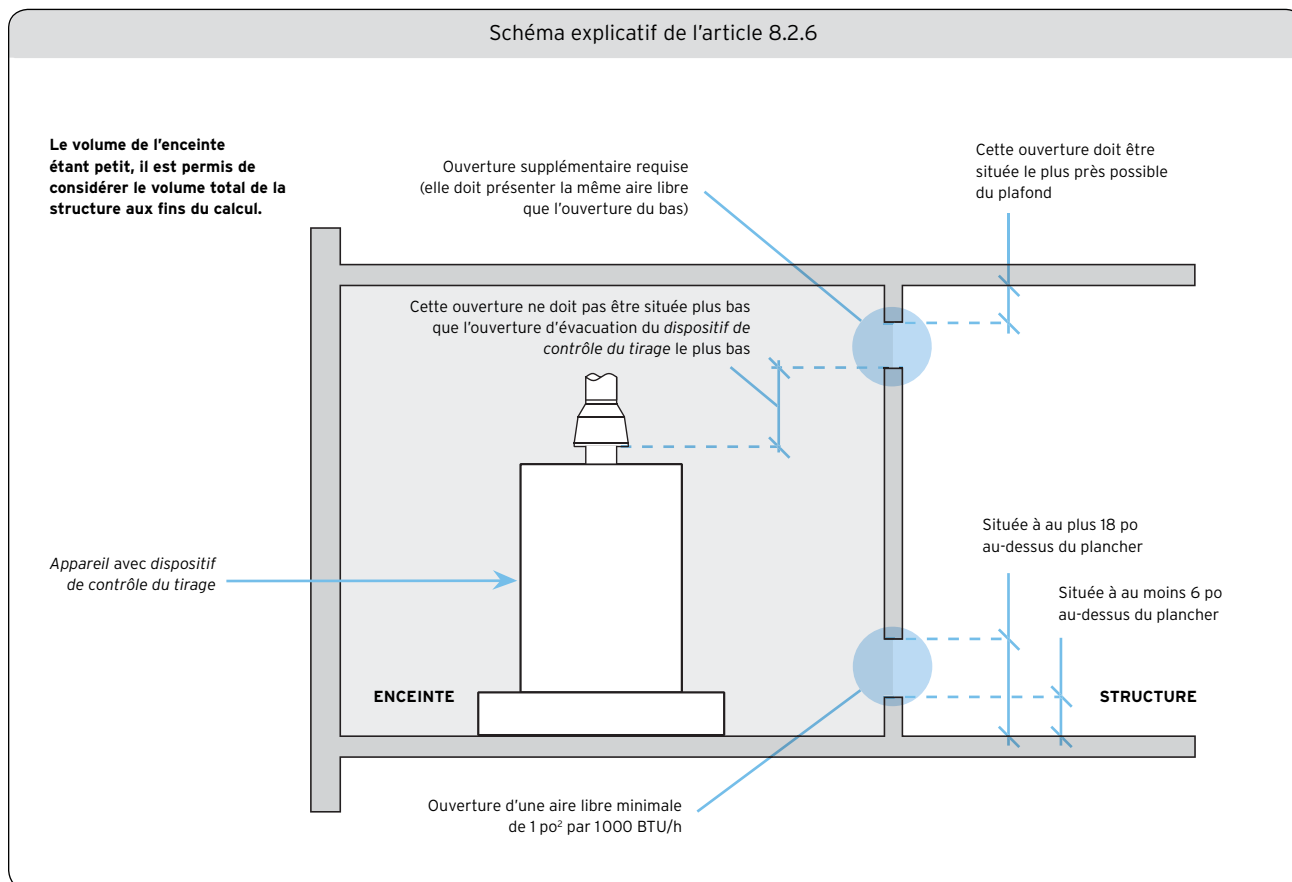 Schéma explicatif de l'article 8.2.6
Le volume de l'enceinte
étant petit, il est permis de
considérer le volume total de la
structure aux fins du calcul.
Ouverture supplémentaire requise
(elle doit présenter la même aire libre
que l'ouverture du bas)
Cette ouverture doit être
située le plus près possible
du plafond
Cette ouverture ne doit pas être située plus bas
que l'ouverture d'évacuation du dispositif de
contrôle du tirage le plus bas
Située à au plus 18 po
au-dessus du plancher
Appareil avec dispositif
de contrôle du tirage
Située à au moins 6 po
au-dessus du plancher
ENCEINTE
STRUCTURE
Ouverture d'une aire libre minimale
de 1 po² par 1000 BTU/h